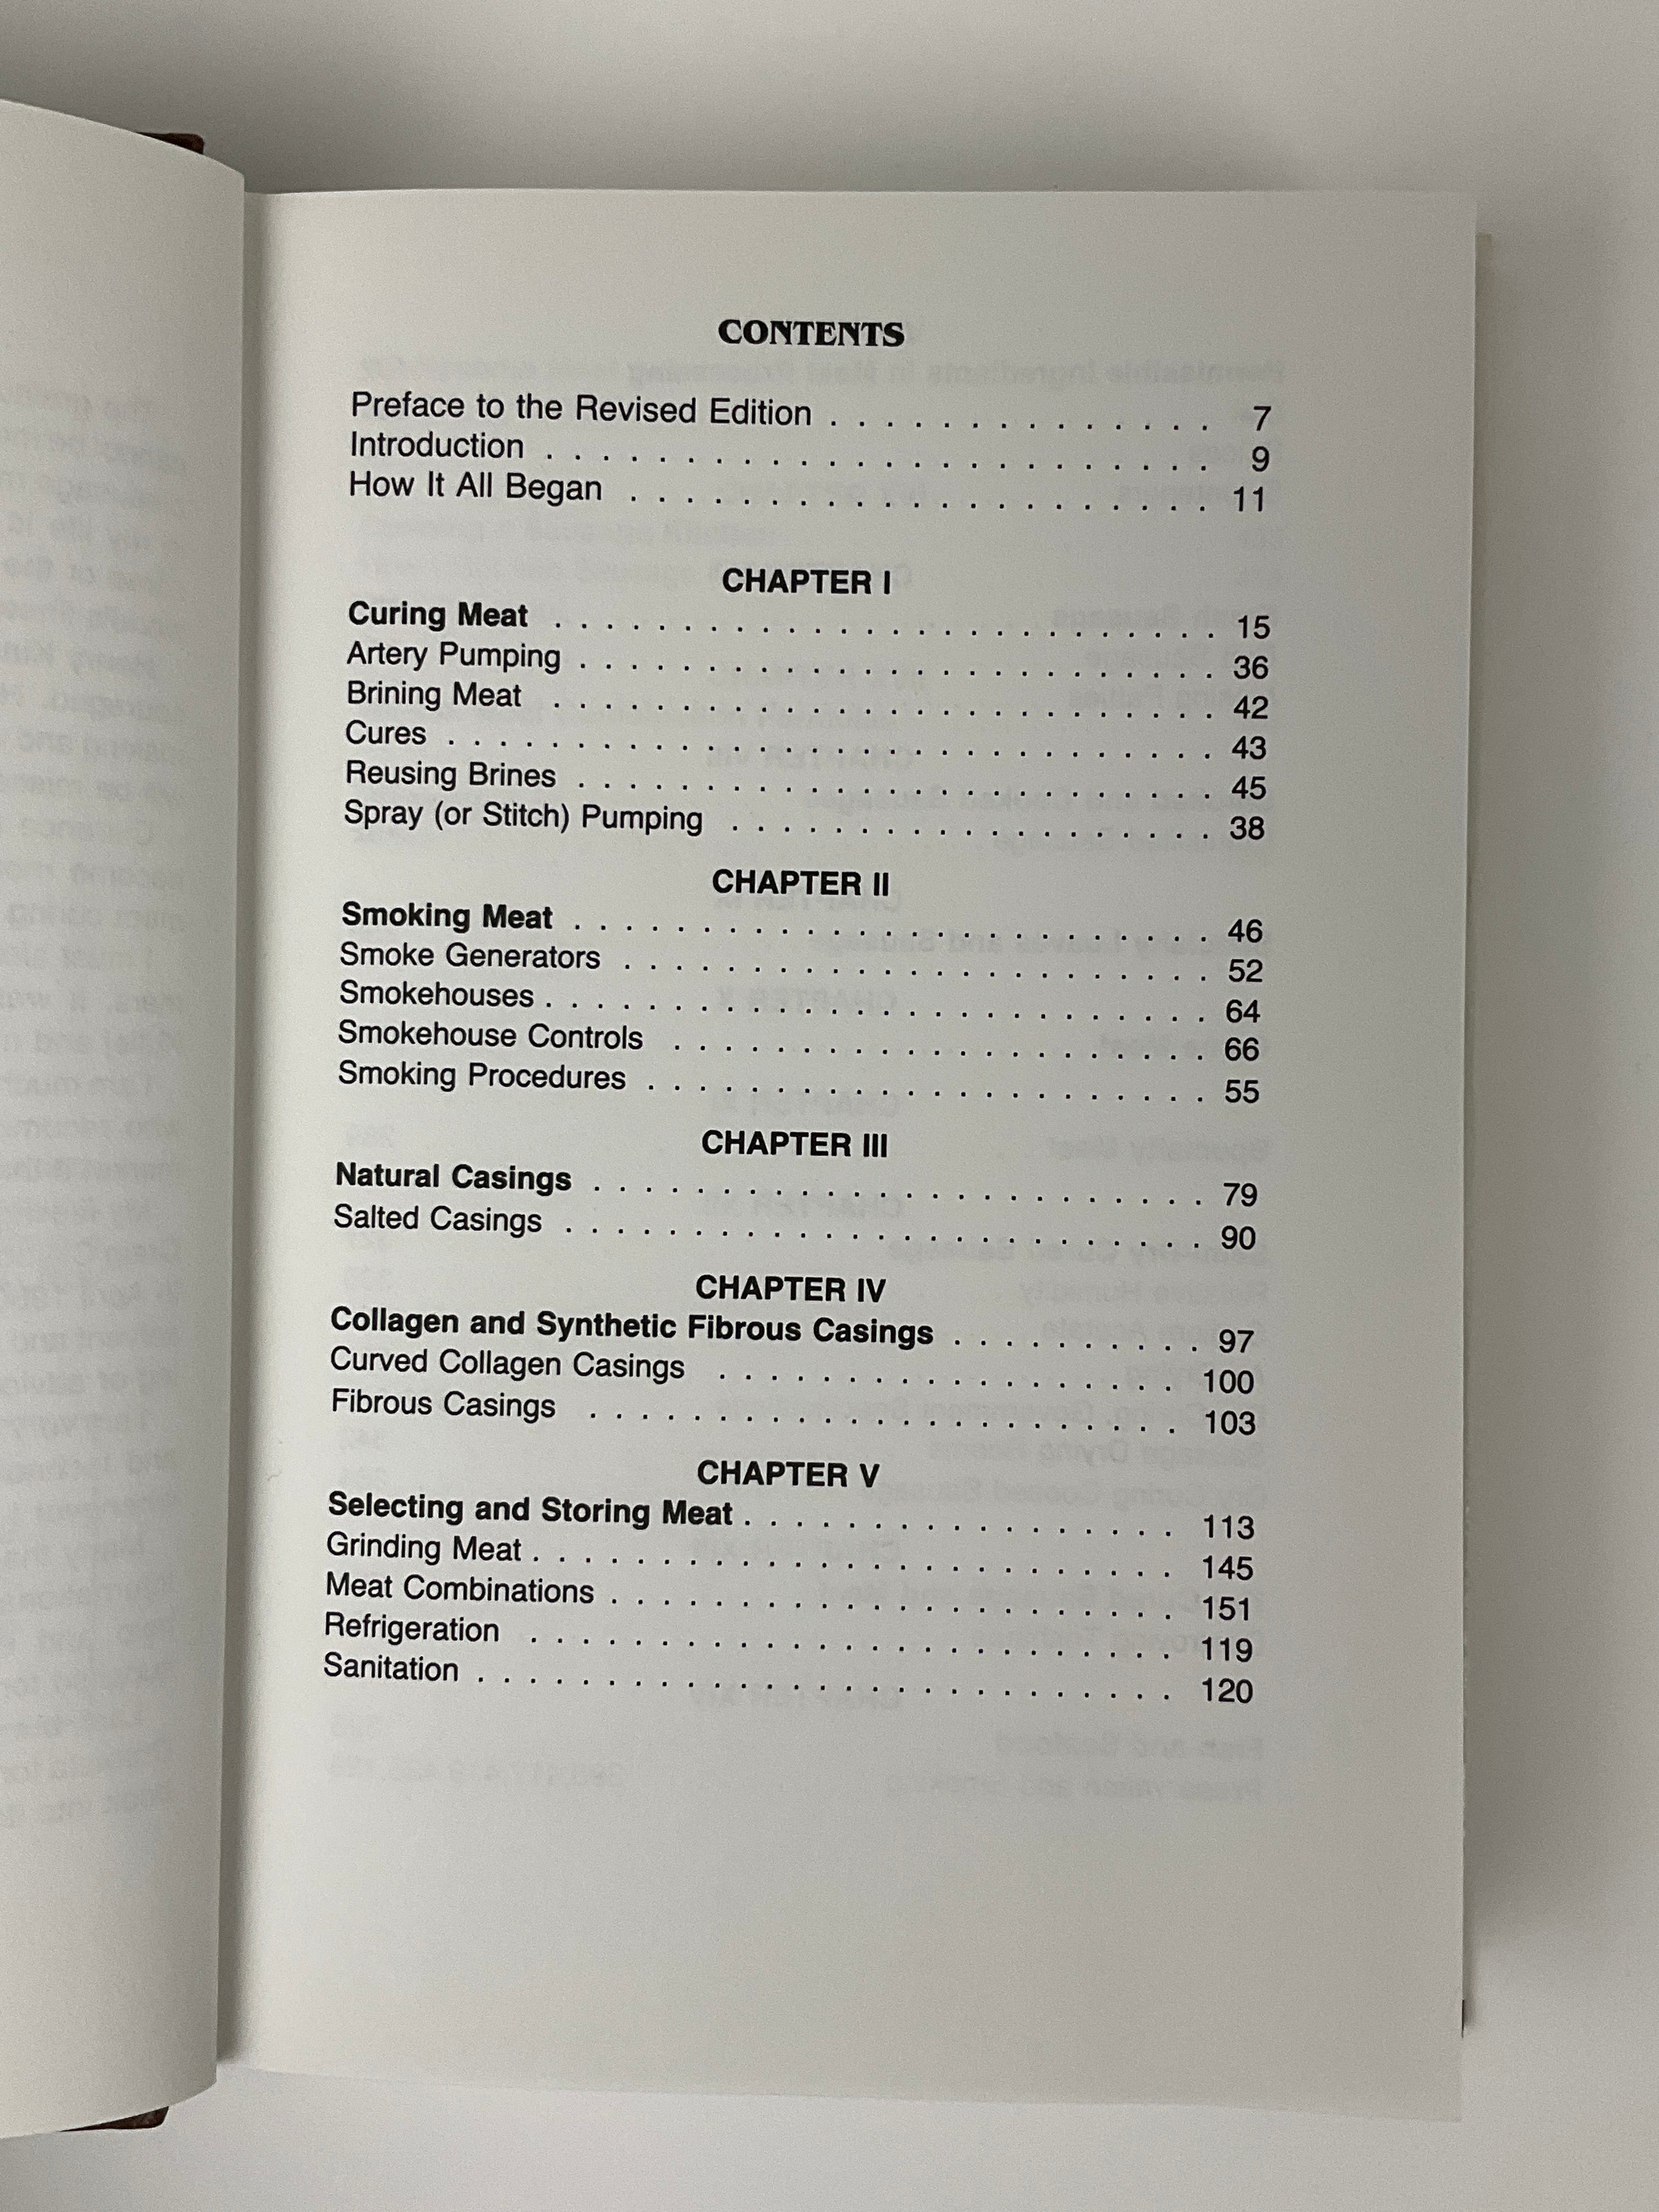 CONTENTS
Preface to the Revised Edition . . . . . . . . . . . . . . 7
Introduction . . . . . . . . . . . . . . . . . . . . . . . . 9
How It All Began . . . . . . . . . . . . . . . . . . . . . 11
CHAPTER I
Curing Meat . . . . . . . . . . . . . . . . . . . . . . . . . . 15
Artery Pumping . . . . . . . . . . . . . . . . . . . . . . . . . 36
Brining Meat . . . . . . . . . . . . . . . . . . . . . . . . . . 42
Cures . . . . . . . . . . . . . . . . . . . . . . . . . . . . . . 43
Reusing Brines . . . . . . . . . . . . . . . . . . . . . . . . . 45
Spray (or Stitch) Pumping . . . . . . . . . . . . . . . . . . . 38
CHAPTER II
Smoking Meat . . . . . . . . . . . . . . . . . . . . . . . . . 46
Smoke Generators . . . . . . . . . . . . . . . . . . . . . . . 52
Smokehouses . . . . . . . . . . . . . . . . . . . . . . . . . . 64
Smokehouse Controls . . . . . . . . . . . . . . . . . . . . . 66
Smoking Procedures . . . . . . . . . . . . . . . . . . . . . . 55
CHAPTER III
Natural Casings . . . . . . . . . . . . . . . . . . . . . . . . 79
Salted Casings . . . . . . . . . . . . . . . . . . . . . . . . . 90
CHAPTER IV
Collagen and Synthetic Fibrous Casings . . . . . . . . . . 97
Curved Collagen Casings . . . . . . . . . . . . . . . . . . 100
Fibrous Casings . . . . . . . . . . . . . . . . . . . . . . . 103
CHAPTER V
Selecting and Storing Meat . . . . . . . . . . . . . . . . . 113
Grinding Meat . . . . . . . . . . . . . . . . . . . . . . . . . 145
Meat Combinations . . . . . . . . . . . . . . . . . . . . . . 151
Refrigeration . . . . . . . . . . . . . . . . . . . . . . . . . 119
Sanitation . . . . . . . . . . . . . . . . . . . . . . . . . . . 120